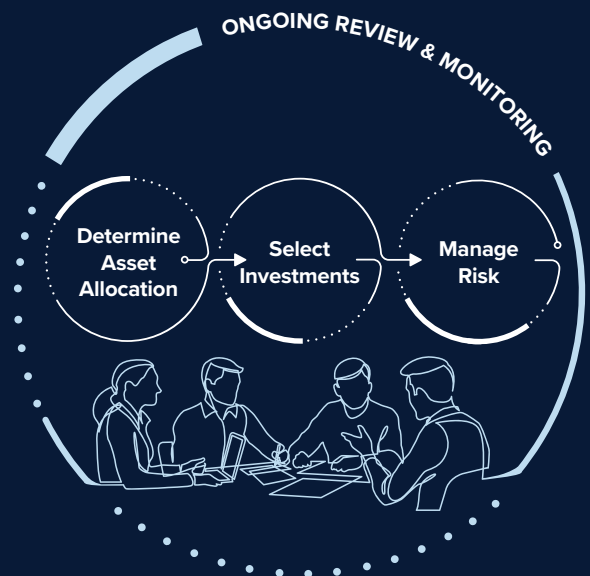 ONGOING REVIEW & MONITORING
Determine
Asset
Allocation
Select
Investments
Manage
Risk